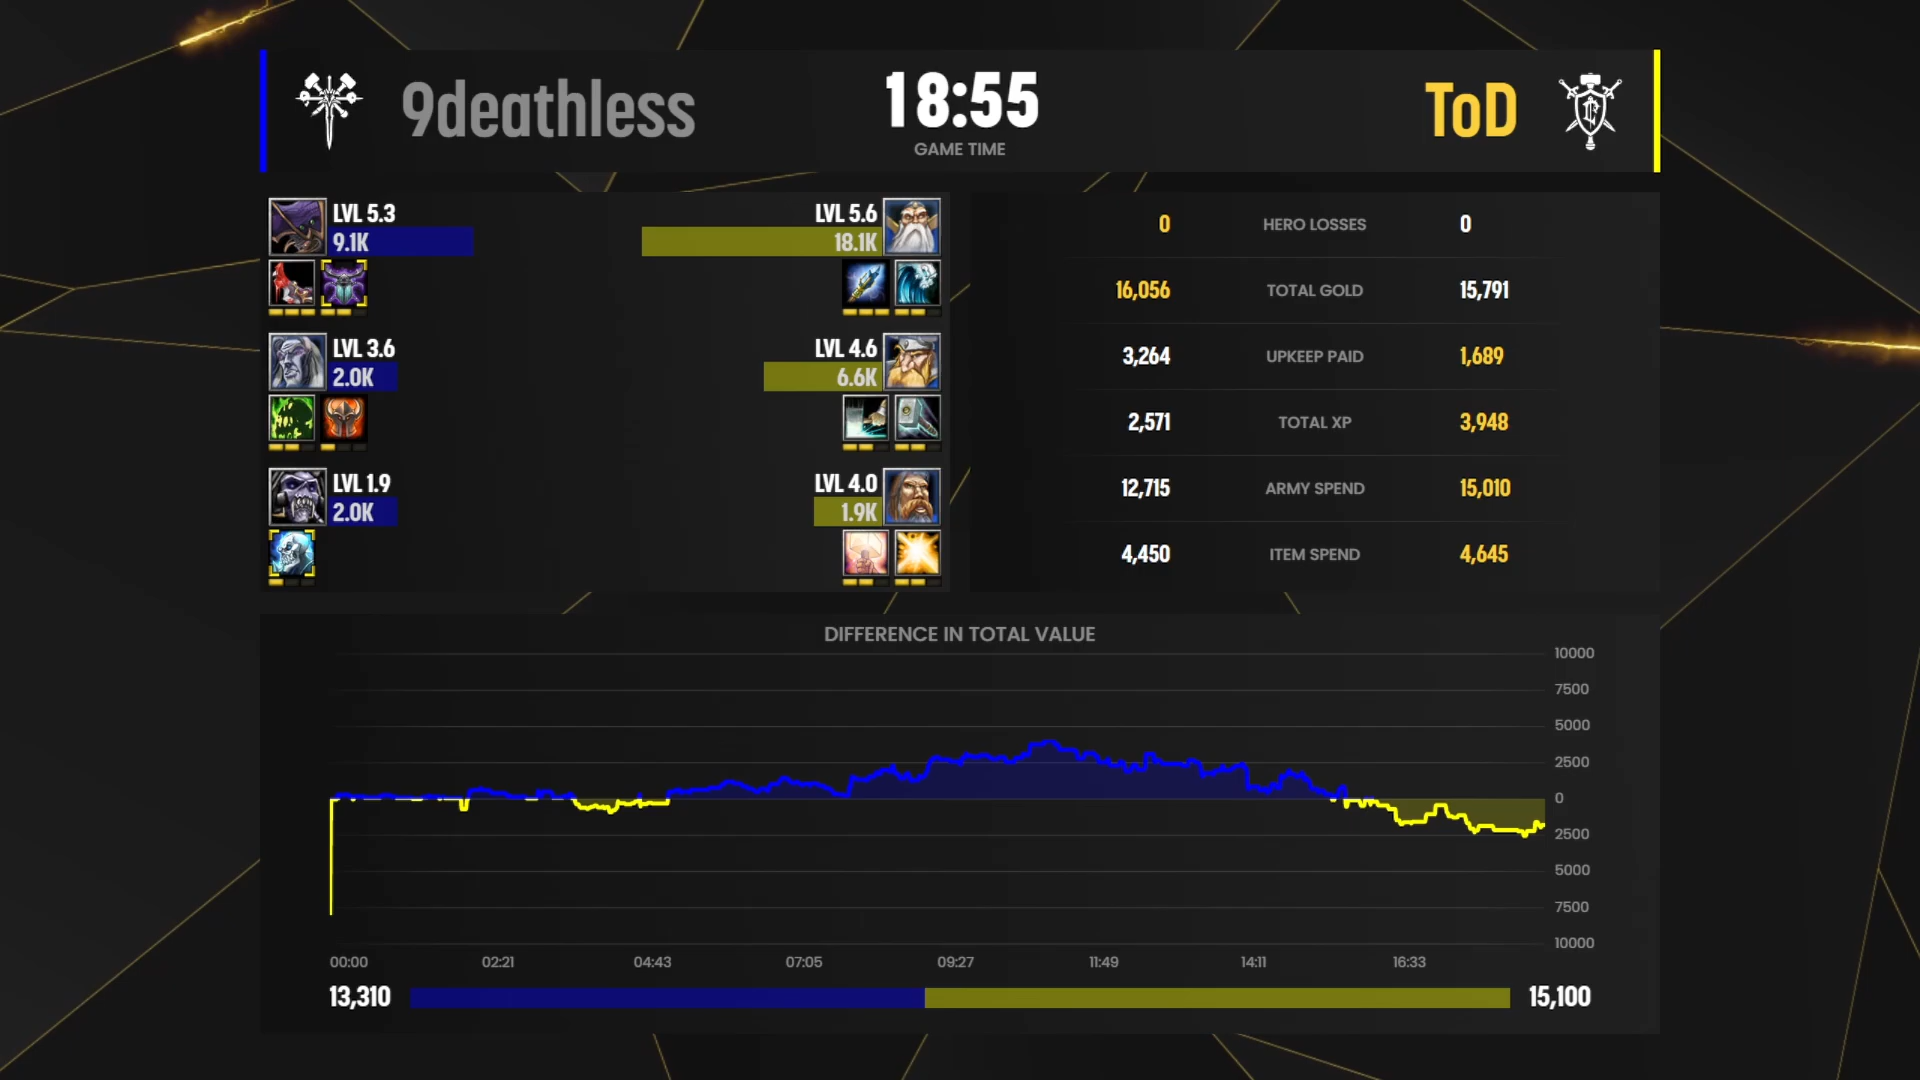 9deathless
18:55
GAME TIME
ToD
LVL 5.3
9.1K
LVL 5.6
18.1K
LVL 3.6
2.0K
LVL 4.6
6.6K
LVL 1.9
2.0K
LVL 4.0
1.9K
0 HERO LOSSES 0
16,056 TOTAL GOLD 15,791
3,264 UPKEEP PAID 1,689
2,571 TOTAL XP 3,948
12,715 ARMY SPEND 15,010
4,450 ITEM SPEND 4,645
DIFFERENCE IN TOTAL VALUE
10000
7500
5000
2500
0
2500
5000
7500
10000
00:00 02:21 04:43 07:05 09:27 11:49 14:11 16:33
13,310 15,100